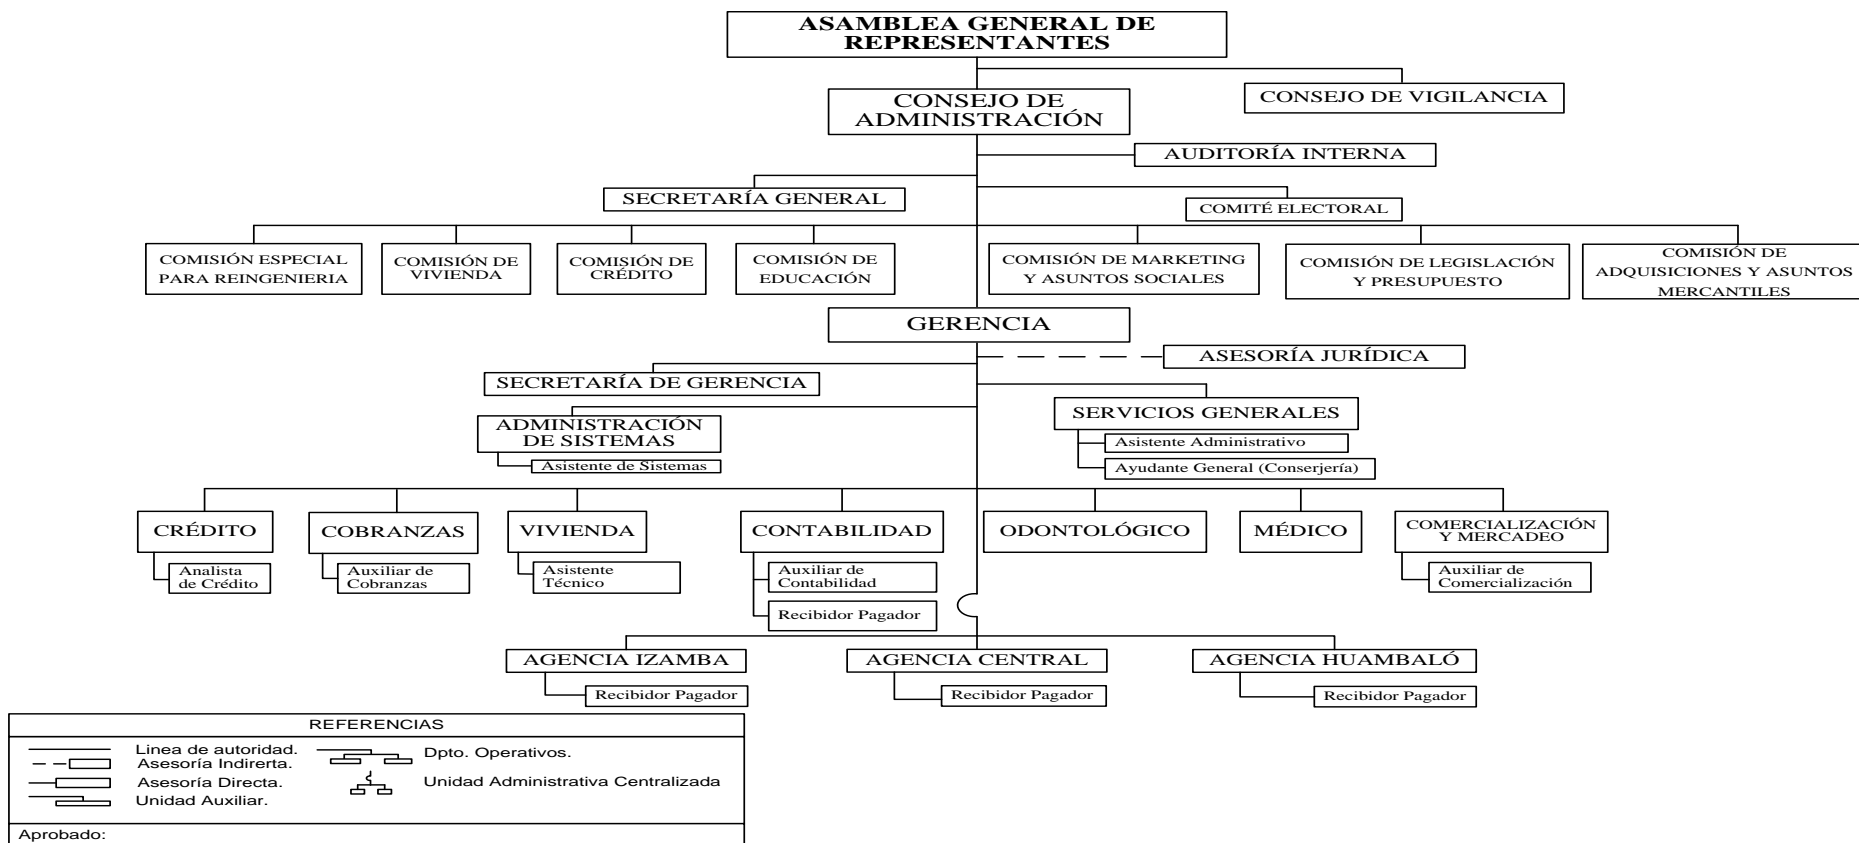 ASAMBLEA GENERAL DE
REPRESENTANTES
CONSEJO DE VIGILANCIA
CONSEJO DE
ADMINISTRACIÓN
AUDITORÍA INTERNA
SECRETARÍA GENERAL
COMITÉ ELECTORAL
COMISIÓN ESPECIAL
PARA REINGENIERIA
COMISIÓN DE
VIVIENDA
COMISIÓN DE
CRÉDITO
COMISIÓN DE
EDUCACIÓN
COMISIÓN DE MARKETING
Y ASUNTOS SOCIALES
COMISIÓN DE LEGISLACIÓN
Y PRESUPUESTO
COMISIÓN DE
ADQUISICIONES Y ASUNTOS
MERCANTILES
GERENCIA
ASESORÍA JURÍDICA
SECRETARÍA DE GERENCIA
SERVICIOS GENERALES
Asistente Administrativo
Ayudante General (Conserjería)
ADMINISTRACIÓN
DE SISTEMAS
Asistente de Sistemas
CRÉDITO
Analista
de Crédito
COBRANZAS
Auxiliar de
Cobranzas
VIVIENDA
Asistente
Técnico
CONTABILIDAD
Auxiliar de
Contabilidad
Recibidor Pagador
ODONTOLÓGICO
MÉDICO
COMERCIALIZACIÓN
Y MERCADEO
Auxiliar de
Comercialización
AGENCIA IZAMBA
Recibidor Pagador
AGENCIA CENTRAL
Recibidor Pagador
AGENCIA HUAMBALÓ
Recibidor Pagador
REFERENCIAS
Linea de autoridad.
Asesoría Indirerta.
Asesoría Directa.
Unidad Auxiliar.
Dpto. Operativos.
Unidad Administrativa Centralizada
Aprobado: